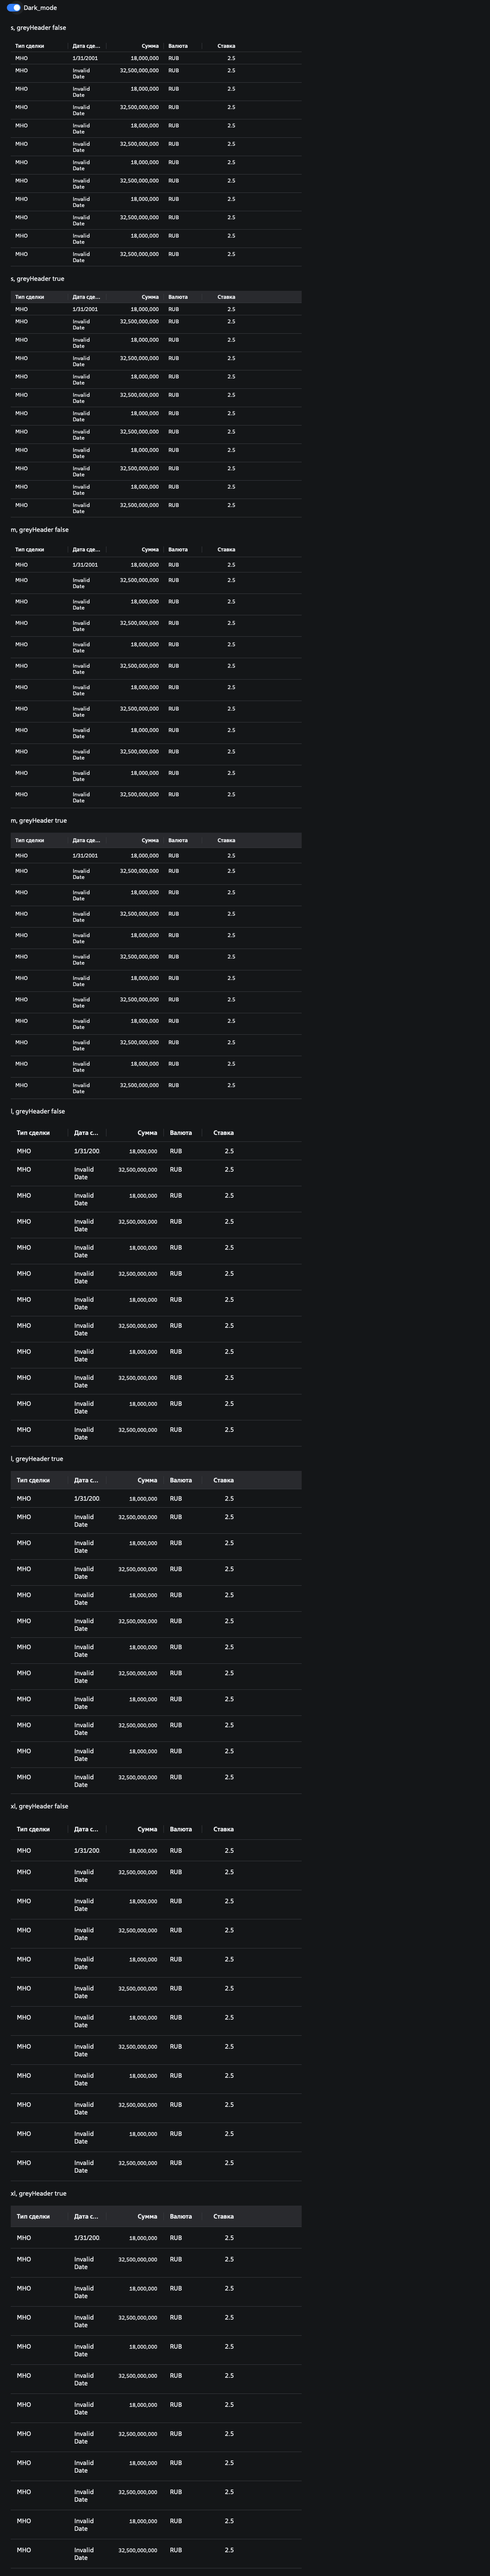 Dark_mode
s, greyHeader false
Тип сделки Дата сде... Сумма Валюта Ставка
МНО 1/31/2001 18,000,000 RUB 2.5
МНО Invalid 32,500,000,000 RUB 2.5
Date
МНО Invalid 18,000,000 RUB 2.5
Date
МНО Invalid 32,500,000,000 RUB 2.5
Date
МНО Invalid 18,000,000 RUB 2.5
Date
МНО Invalid 32,500,000,000 RUB 2.5
Date
МНО Invalid 18,000,000 RUB 2.5
Date
МНО Invalid 32,500,000,000 RUB 2.5
Date
МНО Invalid 18,000,000 RUB 2.5
Date
МНО Invalid 32,500,000,000 RUB 2.5
Date
МНО Invalid 18,000,000 RUB 2.5
Date
МНО Invalid 32,500,000,000 RUB 2.5
Date
s, greyHeader true
Тип сделки Дата сде... Сумма Валюта Ставка
МНО 1/31/2001 18,000,000 RUB 2.5
МНО Invalid 32,500,000,000 RUB 2.5
Date
МНО Invalid 18,000,000 RUB 2.5
Date
МНО Invalid 32,500,000,000 RUB 2.5
Date
МНО Invalid 18,000,000 RUB 2.5
Date
МНО Invalid 32,500,000,000 RUB 2.5
Date
МНО Invalid 18,000,000 RUB 2.5
Date
МНО Invalid 32,500,000,000 RUB 2.5
Date
МНО Invalid 18,000,000 RUB 2.5
Date
МНО Invalid 32,500,000,000 RUB 2.5
Date
МНО Invalid 18,000,000 RUB 2.5
Date
МНО Invalid 32,500,000,000 RUB 2.5
Date
m, greyHeader false
Тип сделки Дата сде... Сумма Валюта Ставка
МНО 1/31/2001 18,000,000 RUB 2.5
МНО Invalid 32,500,000,000 RUB 2.5
Date
МНО Invalid 18,000,000 RUB 2.5
Date
МНО Invalid 32,500,000,000 RUB 2.5
Date
МНО Invalid 18,000,000 RUB 2.5
Date
МНО Invalid 32,500,000,000 RUB 2.5
Date
МНО Invalid 18,000,000 RUB 2.5
Date
МНО Invalid 32,500,000,000 RUB 2.5
Date
МНО Invalid 18,000,000 RUB 2.5
Date
МНО Invalid 32,500,000,000 RUB 2.5
Date
МНО Invalid 18,000,000 RUB 2.5
Date
МНО Invalid 32,500,000,000 RUB 2.5
Date
m, greyHeader true
Тип сделки Дата сде... Сумма Валюта Ставка
МНО 1/31/2001 18,000,000 RUB 2.5
МНО Invalid 32,500,000,000 RUB 2.5
Date
МНО Invalid 18,000,000 RUB 2.5
Date
МНО Invalid 32,500,000,000 RUB 2.5
Date
МНО Invalid 18,000,000 RUB 2.5
Date
МНО Invalid 32,500,000,000 RUB 2.5
Date
МНО Invalid 18,000,000 RUB 2.5
Date
МНО Invalid 32,500,000,000 RUB 2.5
Date
МНО Invalid 18,000,000 RUB 2.5
Date
МНО Invalid 32,500,000,000 RUB 2.5
Date
МНО Invalid 18,000,000 RUB 2.5
Date
МНО Invalid 32,500,000,000 RUB 2.5
Date
l, greyHeader false
Тип сделки Дата с... Сумма Валюта Ставка
МНО 1/31/200 18,000,000 RUB 2.5
МНО Invalid 32,500,000,000 RUB 2.5
Date
МНО Invalid 18,000,000 RUB 2.5
Date
МНО Invalid 32,500,000,000 RUB 2.5
Date
МНО Invalid 18,000,000 RUB 2.5
Date
МНО Invalid 32,500,000,000 RUB 2.5
Date
МНО Invalid 18,000,000 RUB 2.5
Date
МНО Invalid 32,500,000,000 RUB 2.5
Date
МНО Invalid 18,000,000 RUB 2.5
Date
МНО Invalid 32,500,000,000 RUB 2.5
Date
МНО Invalid 18,000,000 RUB 2.5
Date
МНО Invalid 32,500,000,000 RUB 2.5
Date
l, greyHeader true
Тип сделки Дата с... Сумма Валюта Ставка
МНО 1/31/200 18,000,000 RUB 2.5
МНО Invalid 32,500,000,000 RUB 2.5
Date
МНО Invalid 18,000,000 RUB 2.5
Date
МНО Invalid 32,500,000,000 RUB 2.5
Date
МНО Invalid 18,000,000 RUB 2.5
Date
МНО Invalid 32,500,000,000 RUB 2.5
Date
МНО Invalid 18,000,000 RUB 2.5
Date
МНО Invalid 32,500,000,000 RUB 2.5
Date
МНО Invalid 18,000,000 RUB 2.5
Date
МНО Invalid 32,500,000,000 RUB 2.5
Date
МНО Invalid 18,000,000 RUB 2.5
Date
МНО Invalid 32,500,000,000 RUB 2.5
Date
xl, greyHeader false
Тип сделки Дата с... Сумма Валюта Ставка
МНО 1/31/200 18,000,000 RUB 2.5
МНО Invalid 32,500,000,000 RUB 2.5
Date
МНО Invalid 18,000,000 RUB 2.5
Date
МНО Invalid 32,500,000,000 RUB 2.5
Date
МНО Invalid 18,000,000 RUB 2.5
Date
МНО Invalid 32,500,000,000 RUB 2.5
Date
МНО Invalid 18,000,000 RUB 2.5
Date
МНО Invalid 32,500,000,000 RUB 2.5
Date
МНО Invalid 18,000,000 RUB 2.5
Date
МНО Invalid 32,500,000,000 RUB 2.5
Date
МНО Invalid 18,000,000 RUB 2.5
Date
МНО Invalid 32,500,000,000 RUB 2.5
Date
xl, greyHeader true
Тип сделки Дата с... Сумма Валюта Ставка
МНО 1/31/200 18,000,000 RUB 2.5
МНО Invalid 32,500,000,000 RUB 2.5
Date
МНО Invalid 18,000,000 RUB 2.5
Date
МНО Invalid 32,500,000,000 RUB 2.5
Date
МНО Invalid 18,000,000 RUB 2.5
Date
МНО Invalid 32,500,000,000 RUB 2.5
Date
МНО Invalid 18,000,000 RUB 2.5
Date
МНО Invalid 32,500,000,000 RUB 2.5
Date
МНО Invalid 18,000,000 RUB 2.5
Date
МНО Invalid 32,500,000,000 RUB 2.5
Date
МНО Invalid 18,000,000 RUB 2.5
Date
МНО Invalid 32,500,000,000 RUB 2.5
Date